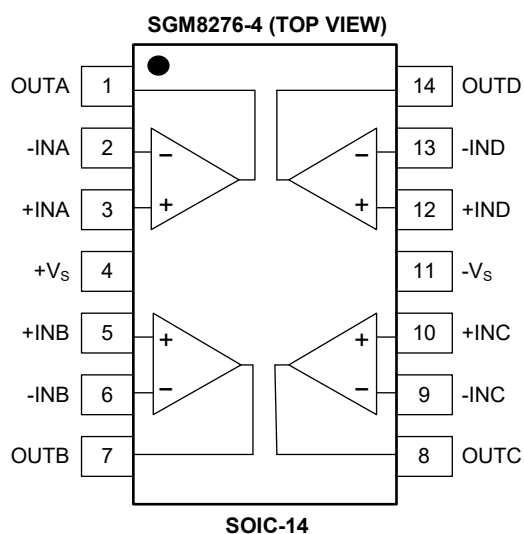 SGM8276-4 (TOP VIEW)
OUTA 1 14 OUTD
-INA 2 − − 13 -IND
+INA 3 + + 12 +IND
+VS 4 11 -VS
+INB 5 + + 10 +INC
-INB 6 − − 9 -INC
OUTB 7 8 OUTC
SOIC-14